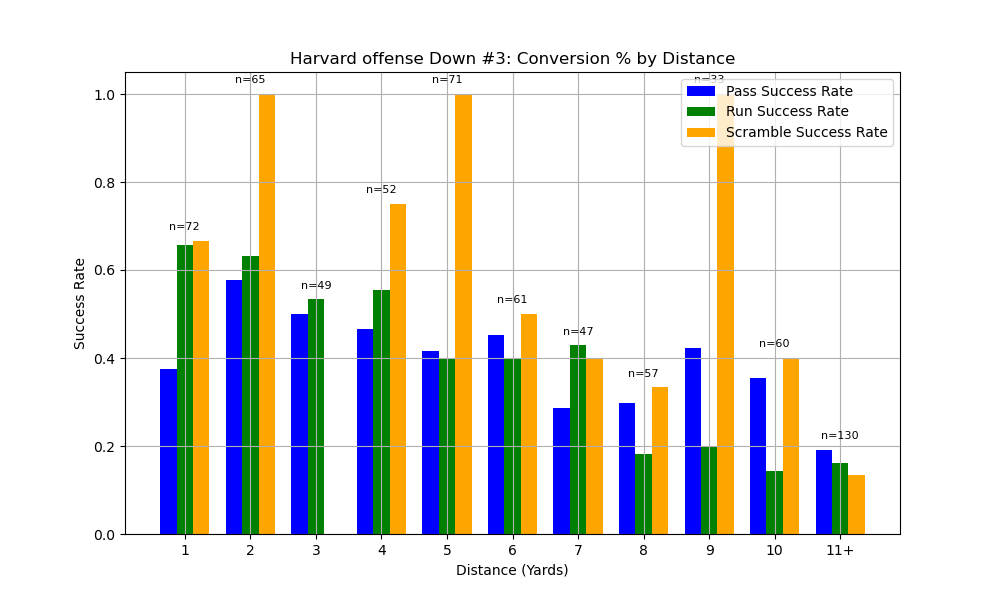 Harvard offense Down #3: Conversion % by Distance
n=65
n=71
n=33
Pass Success Rate
Run Success Rate
Scramble Success Rate
n=72
n=52
n=49
n=61
n=47
n=57
n=60
n=130
1.0
0.8
0.6
0.4
0.2
0.0
Success Rate
1 2 3 4 5 6 7 8 9 10 11+
Distance (Yards)